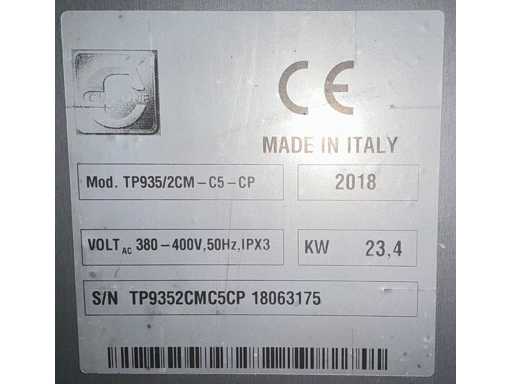 CE
MADE IN ITALY
Mod. TP935/2CM-C5-CP 2018
VOLT AC 380-400V,50Hz,IPX3 KW 23,4
S/N TP9352CMC5CP 18063175